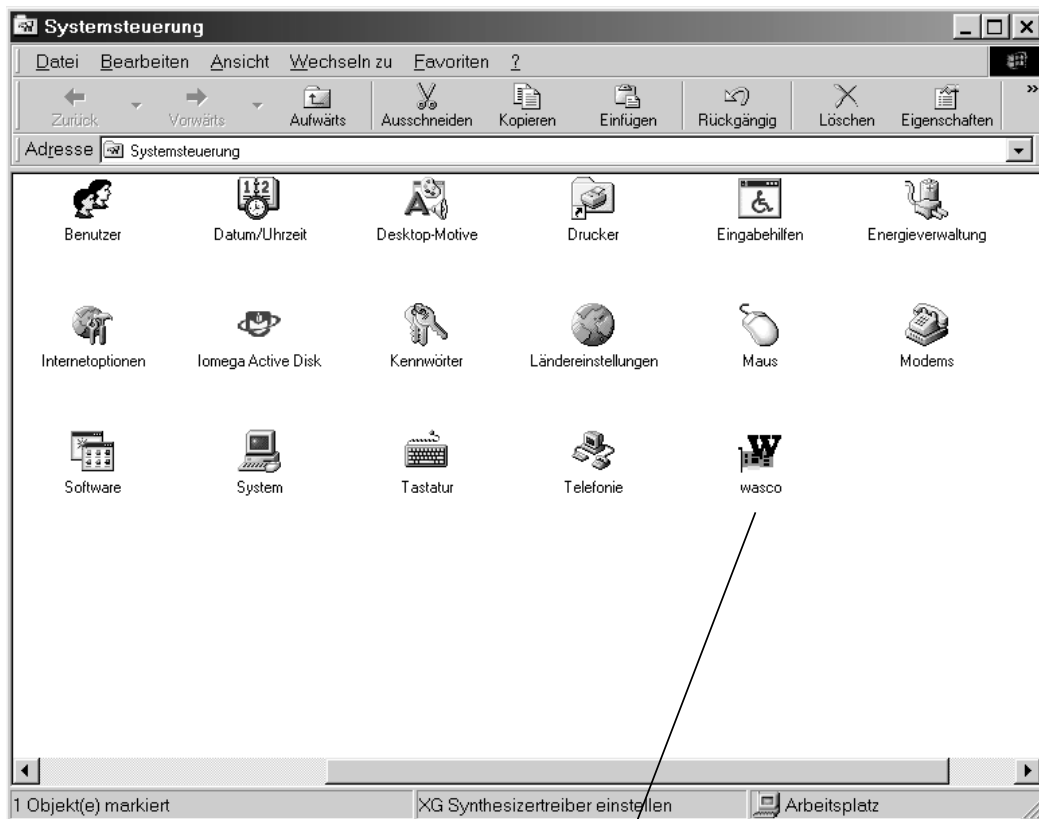 Systemsteuerung
Datei Bearbeiten Ansicht Wechseln zu Favoriten ?
Zurück Vorwärts Aufwärts Ausschneiden Kopieren Einfügen Rückgängig Löschen Eigenschaften »
Adresse Systemsteuerung
Benutzer Datum/Uhrzeit Desktop-Motive Drucker Eingabehilfen Energieverwaltung
Internetoptionen Iomega Active Disk Kennwörter Ländereinstellungen Maus Modems
Software System Tastatur Telefonie wasco
1 Objekt(e) markiert XG Synthesizertreiber einstellen Arbeitsplatz